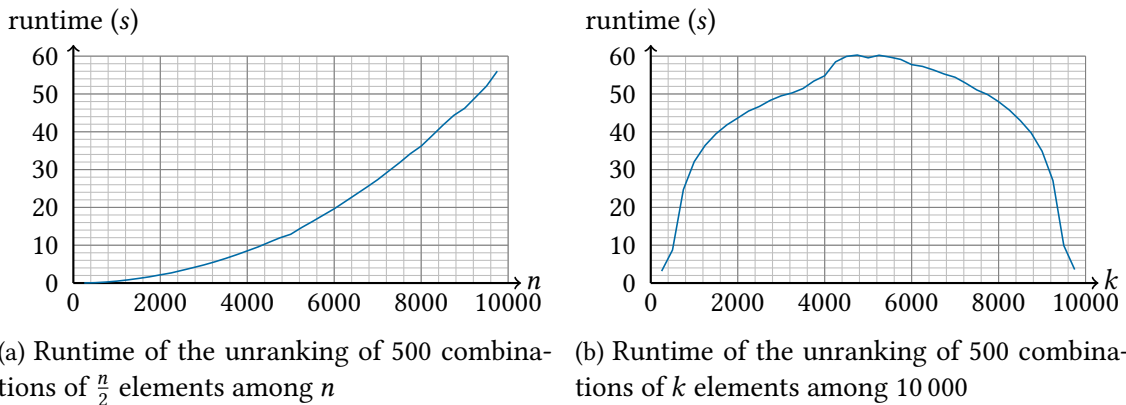 runtime (s)
60
50
40
30
20
10
0
0 2000 4000 6000 8000 10000
n
(a) Runtime of the unranking of 500 combina-
tions of n/2 elements among n
runtime (s)
60
50
40
30
20
10
0
0 2000 4000 6000 8000 10000
k
(b) Runtime of the unranking of 500 combina-
tions of k elements among 10 000